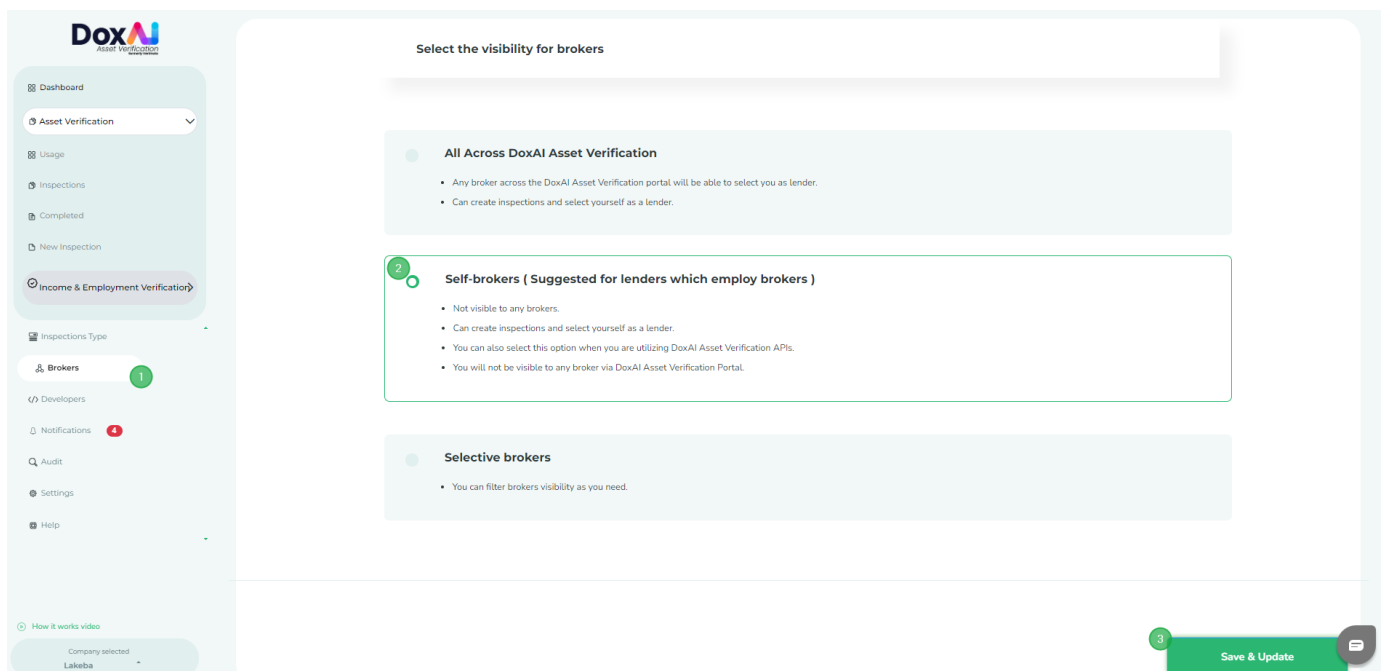 DoxAI
Asset Verification
Dashboard
Asset Verification
Usage
Inspections
Completed
New Inspection
Income & Employment Verification
Inspections Type
Brokers
1
Developers
Notifications
4
Audit
Settings
Help
How it works video
Company selected
Lakeba
Select the visibility for brokers
All Across DoxAI Asset Verification
Any broker across the DoxAI Asset Verification portal will be able to select you as lender.
Can create inspections and select yourself as a lender.
2
Self-brokers ( Suggested for lenders which employ brokers )
Not visible to any brokers.
Can create inspections and select yourself as a lender.
You can also select this option when you are utilizing DoxAI Asset Verification APIs.
You will not be visible to any broker via DoxAI Asset Verification Portal.
Selective brokers
You can filter brokers visibility as you need.
3
Save & Update